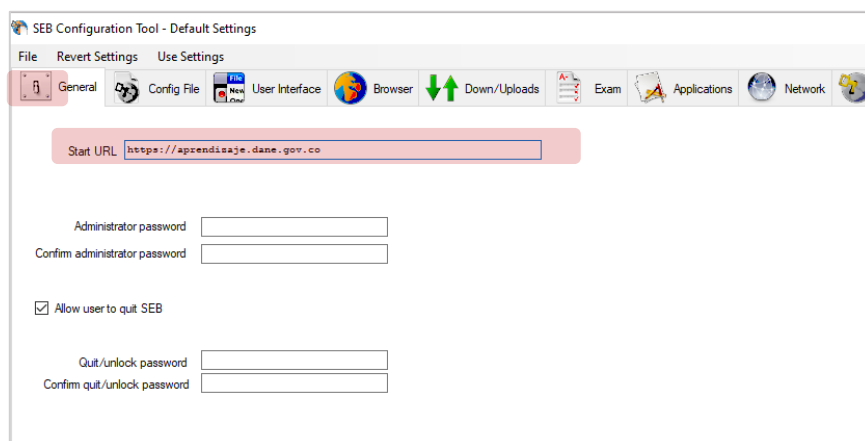 SEB Configuration Tool - Default Settings
File Revert Settings Use Settings
General Config File User Interface Browser Down/Uploads Exam Applications Network
Start URL https://aprendizaje.dane.gov.co
Administrator password
Confirm administrator password
Allow user to quit SEB
Quit/unlock password
Confirm quit/unlock password